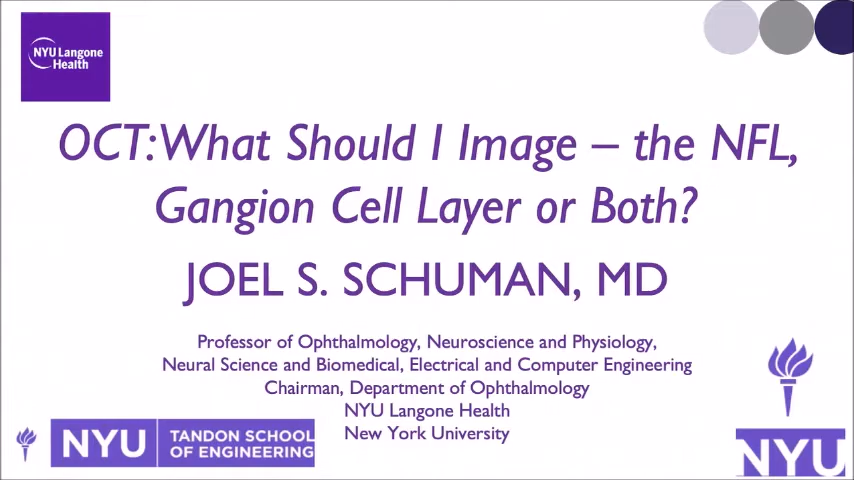 NYU Langone
Health
OCT: What Should I Image – the NFL,
Gangion Cell Layer or Both?
JOEL S. SCHUMAN, MD
Professor of Ophthalmology, Neuroscience and Physiology,
Neural Science and Biomedical, Electrical and Computer Engineering
Chairman, Department of Ophthalmology
NYU Langone Health
New York University
NYU
TANDON SCHOOL
OF ENGINEERING
NYU